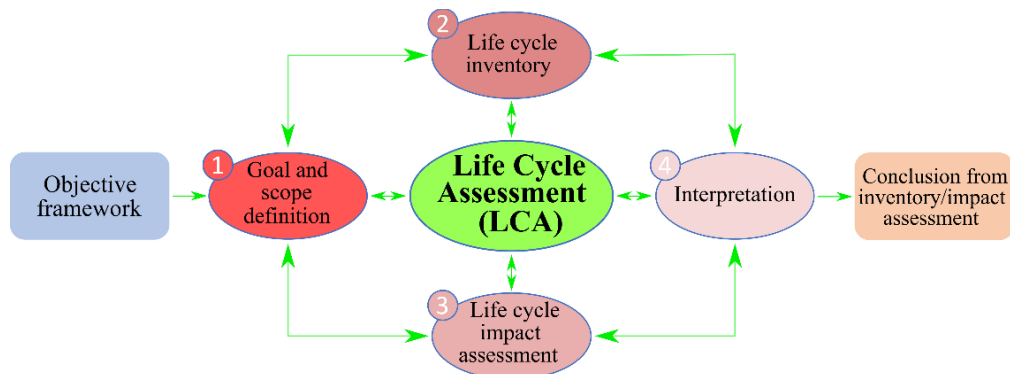 Objective
framework
1
Goal and
scope
definition
2
Life cycle
inventory
Life Cycle
Assessment
(LCA)
3
Life cycle
impact
assessment
4
Interpretation
Conclusion from
inventory/impact
assessment